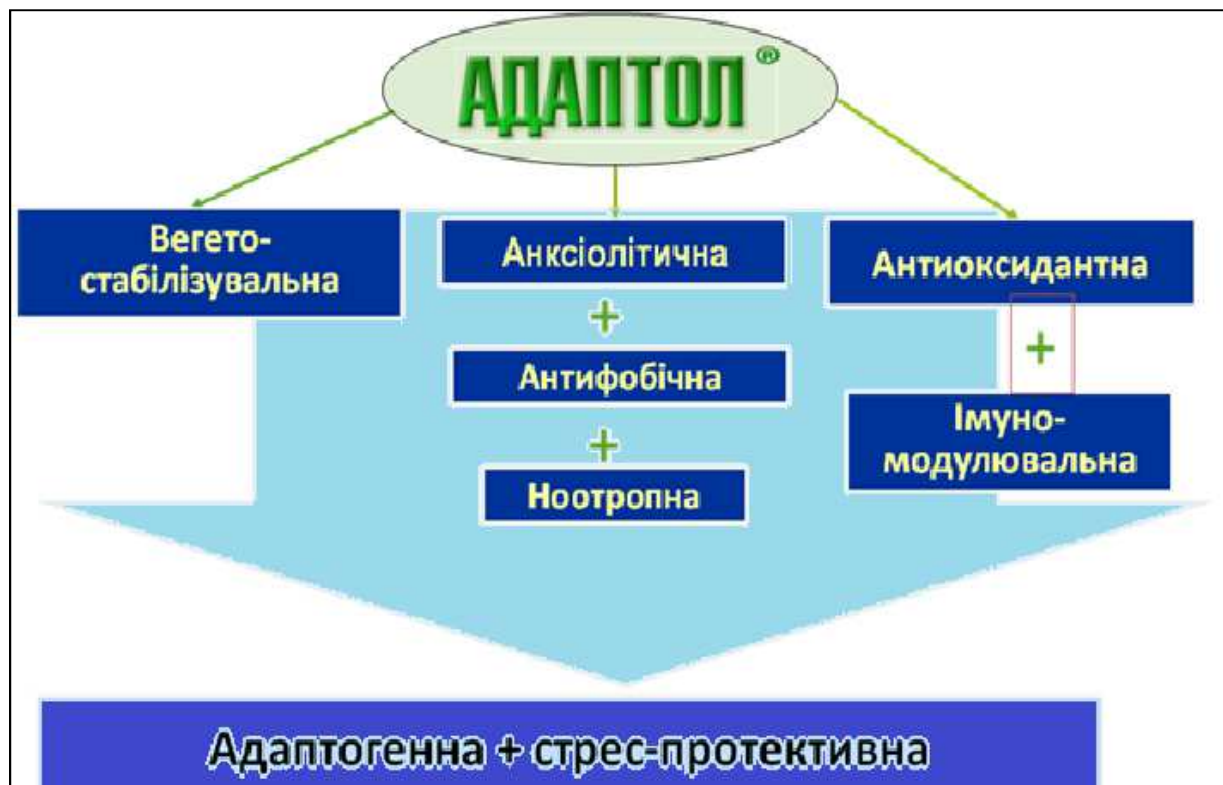 АДАПТОЛ®
Вегето-
стабілізувальна
Анксіолітична
+
Антифобічна
+
Ноотропна
Антиоксидантна
+
Імуно-
модулювальна
Адаптогенна + стрес-протективна